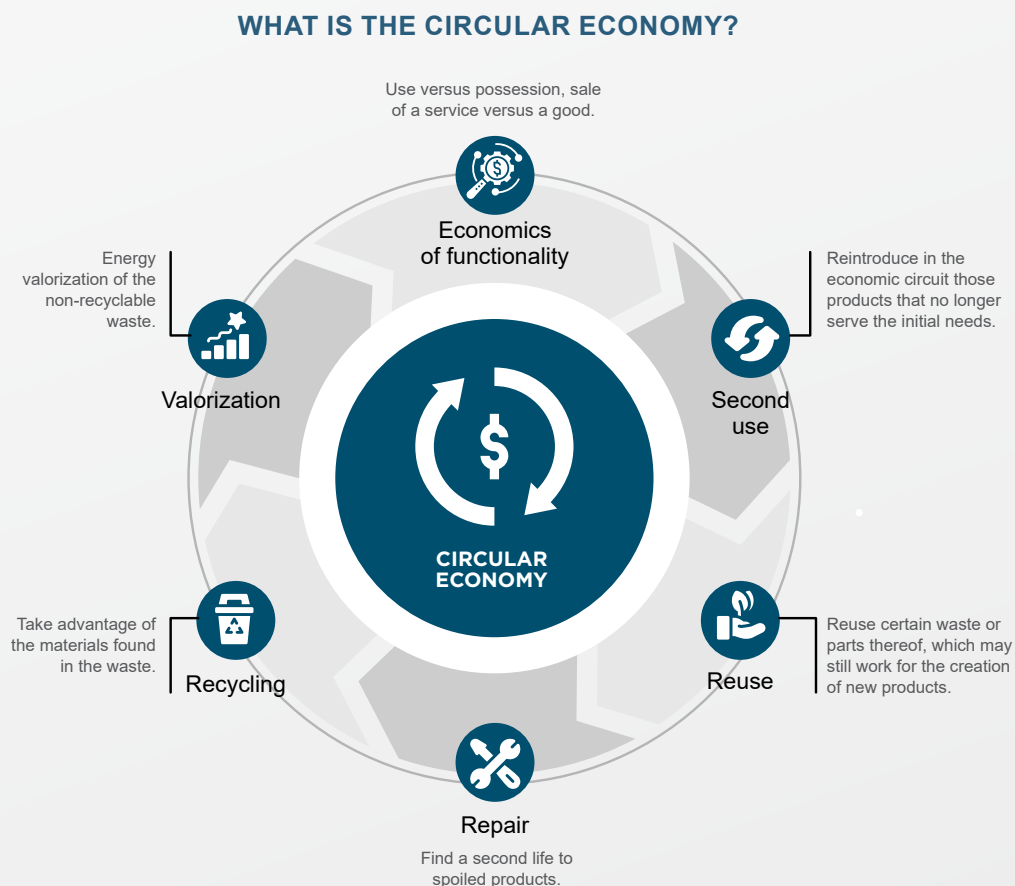 WHAT IS THE CIRCULAR ECONOMY?
Use versus possession, sale
of a service versus a good.
$
Economics
of functionality
Energy
valorization of the
non-recyclable
waste.
Valorization
Reintroduce in the
economic circuit those
products that no longer
serve the initial needs.
Second
use
$
CIRCULAR
ECONOMY
Take advantage of
the materials found
in the waste.
Recycling
Reuse certain waste or
parts thereof, which may
still work for the creation
of new products.
Reuse
Repair
Find a second life to
spoiled products.